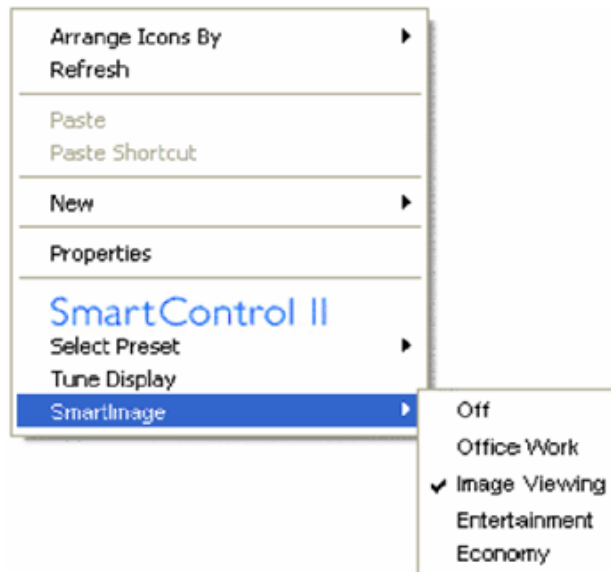 Arrange Icons By
Refresh
Paste
Paste Shortcut
New
Properties
SmartControl II
Select Preset
Tune Display
SmartImage
Off
Office Work
Image Viewing
Entertainment
Economy